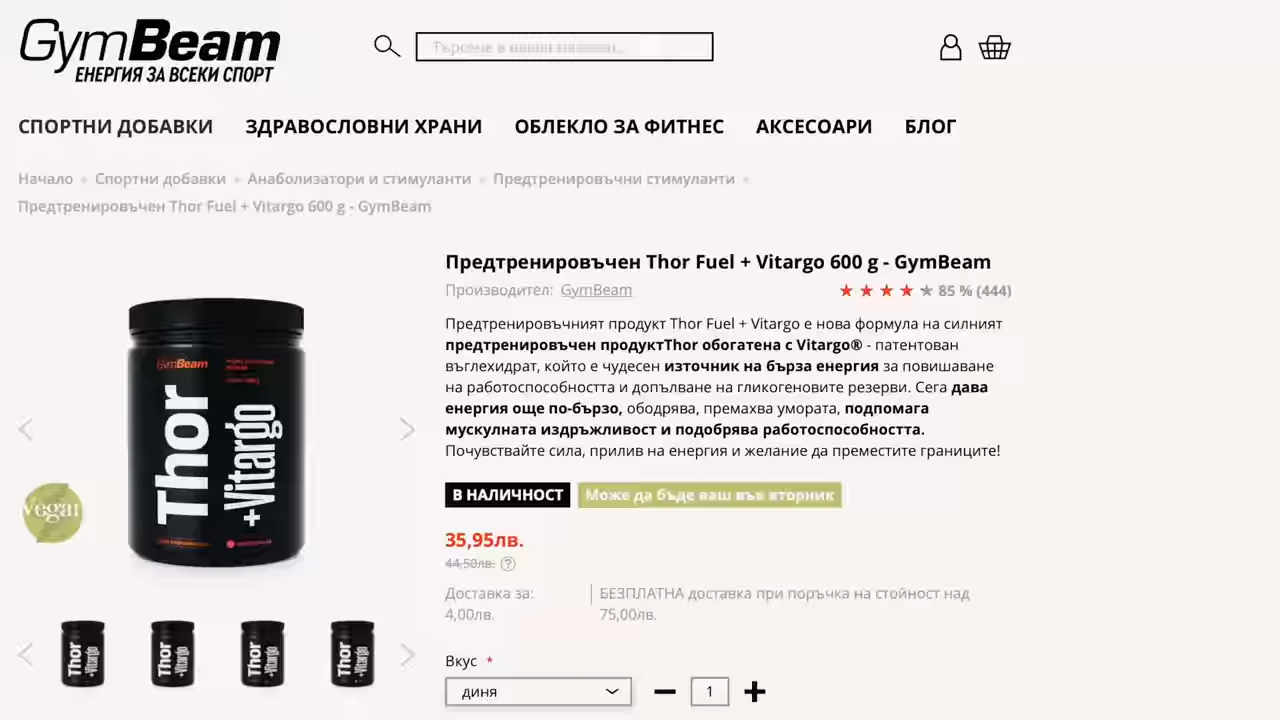 GymBeam
ЕНЕРГИЯ ЗА ВСЕКИ СПОРТ
Търсене в нашия магазин...
СПОРТНИ ДОБАВКИ ЗДРАВОСЛОВНИ ХРАНИ ОБЛЕКЛО ЗА ФИТНЕС АКСЕСОАРИ БЛОГ
Начало Спортни добавки Анаболизатори и стимуланти Предтренировъчни стимуланти
Предтренировъчен Thor Fuel + Vitargo 600 g - GymBeam
Предтренировъчен Thor Fuel + Vitargo 600 g - GymBeam
Производител: GymBeam
85 % (444)
Предтренировъчният продукт Thor Fuel + Vitargo е нова формула на силният
предтренировъчен продуктThor обогатена с Vitargo® - патентован
въглехидрат, който е чудесен източник на бърза енергия за повишаване
на работоспособността и допълване на гликогеновите резерви. Сега дава
енергия още по-бързо, ободрява, премахва умората, подпомага
мускулната издръжливост и подобрява работоспособността.
Почувствайте сила, прилив на енергия и желание да преместите границите!
В НАЛИЧНОСТ Може да бъде ваш във вторник
35,95лв.
44,50лв. ?
Доставка за:
4,00лв.
БЕЗПЛАТНА доставка при поръчка на стойност над
75,00лв.
Вкус *
диня
1
GymBeam
Thor
+Vitargo
vegan
Thor
+Vitargo
Thor
+Vitargo
Thor
+Vitargo
Thor
+Vitargo